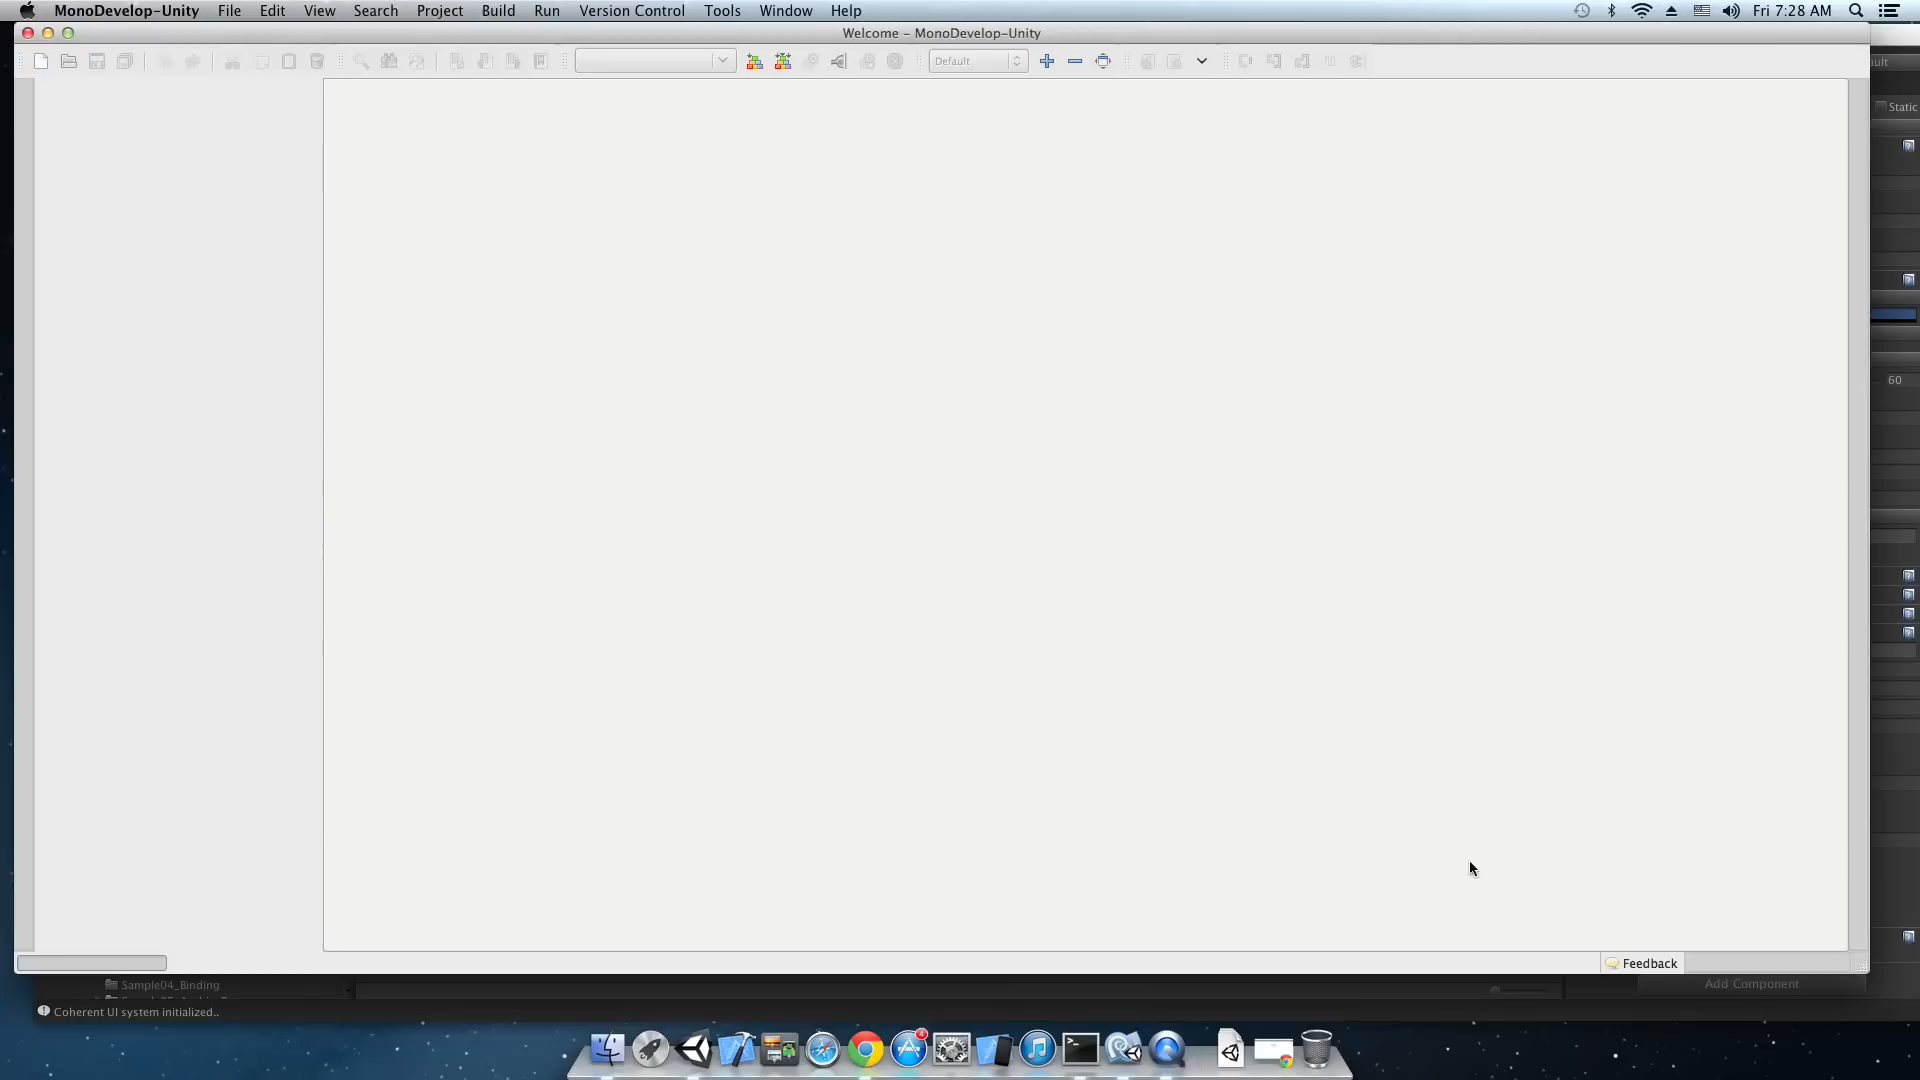 MonoDevelop-Unity File Edit View Search Project Build Run Version Control Tools Window Help Fri 7:28 AM
Welcome - MonoDevelop-Unity
Default
Static
60
Feedback
Sample04_Binding
Add Component
Coherent UI system initialized..